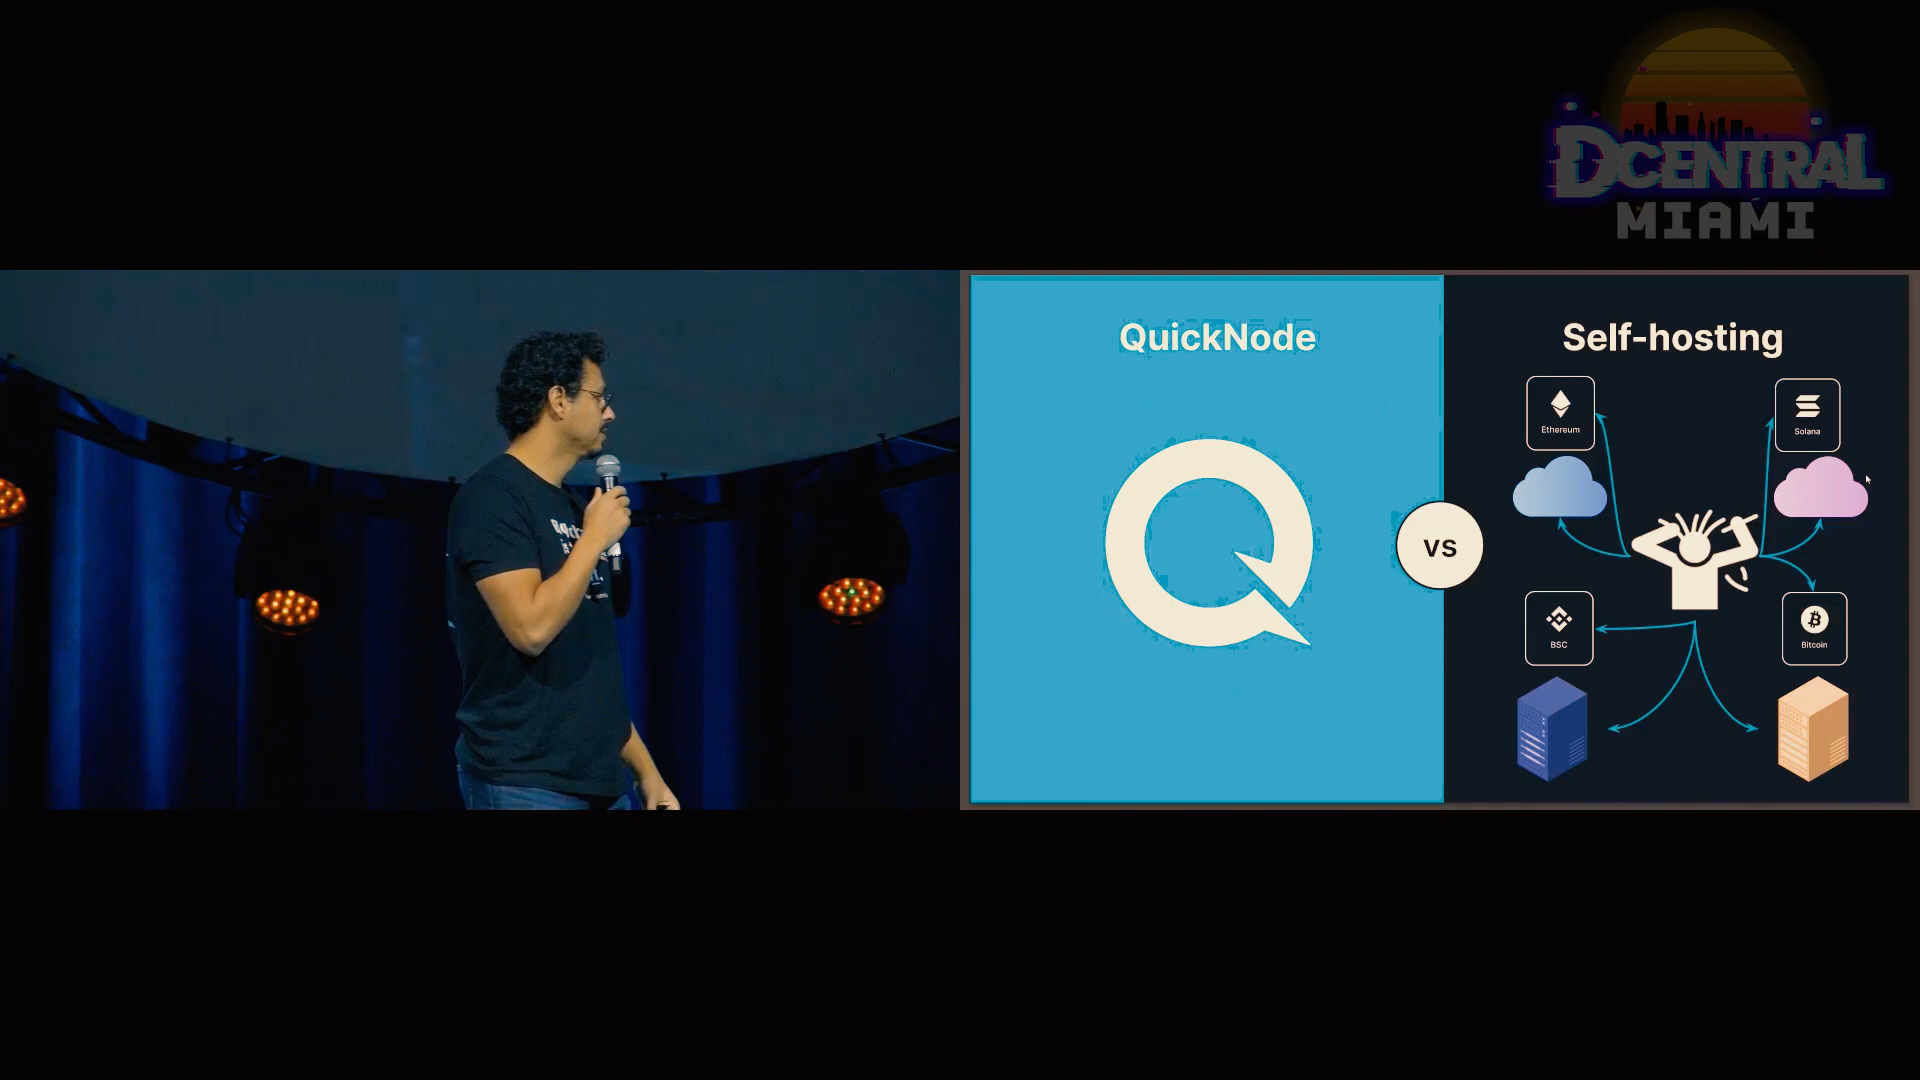 DCENTRAL
MIAMI
QuickNode
Self-hosting
Ethereum
Solana
vs
BSC
Bitcoin